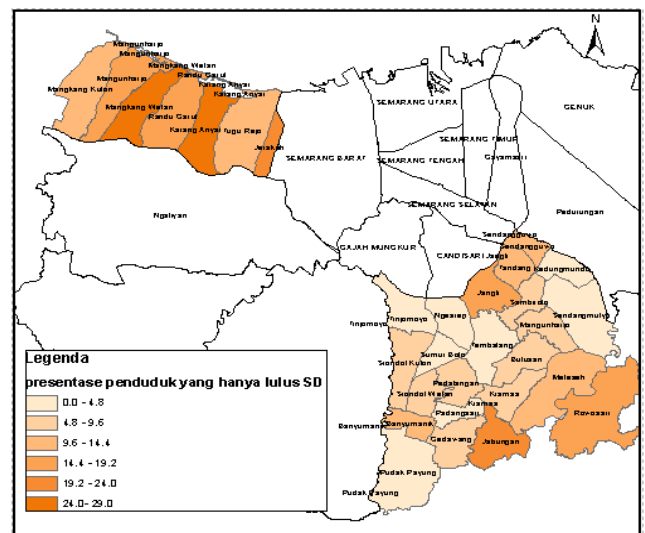 N
Mangunharjo
Mangunharjo
Mangkang Wetan
Mangunharjo
Randu Garut
Mangkang Kulon
Karang Anyar
Karang Anyar
Mangkang Wetan
Randu Garut
Karang Anyar
Tugu Rejo
Jerakah
SEMARANG UTARA
GENUK
SEMARANG TIMUR
SEMARANG BARAT
SEMARANG TENGAH
Gayamsari
SEMARANG SELATAN
Ngaliyan
Pedurungan
Sendangguwo
GAJAH MUNGKUR
CANDISARI
Jangli
Sendangguwo
Tandang
Kedungmundu
Jangli
Sambiroto
Sendangmulyo
Tinjomoyo
Tinjomoyo
Ngesrep
Mangunharjo
Tembalang
Sumur Boto
Bulusan
Srondol Kulon
Meteseh
Padalangan
Srondol Wetan
Kramas
Kramas
Rowosari
Padangsari
Banyumanik
Banyumanik
Gedawang
Jabungan
Pudak Payung
Pudak Payung
Legenda
presentase penduduk yang hanya lulus SD
0.0 - 4.8
4.8 - 9.6
9.6 - 14.4
14.4 - 19.2
19.2 - 24.0
24.0 - 29.0